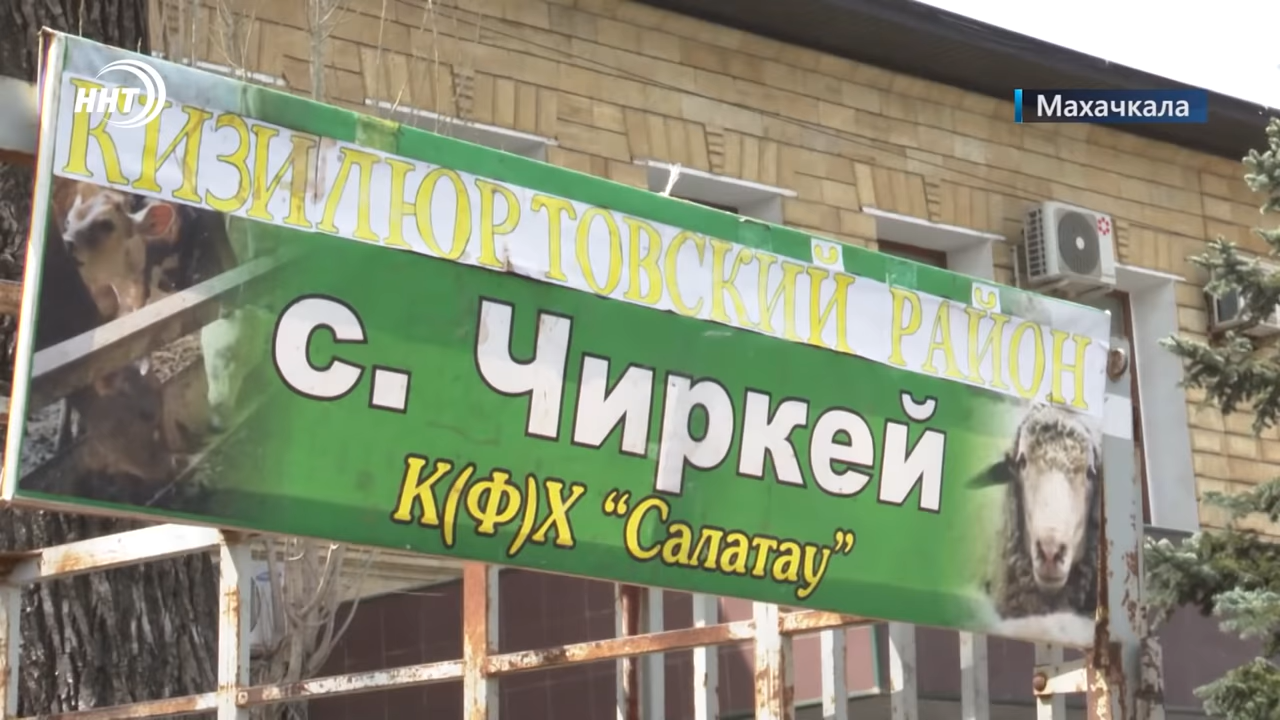 ННТ
Махачкала
КИЗИЛЮРТОВСКИЙ РАЙОН
с. Чиркей
К(Ф)Х “Салатау”